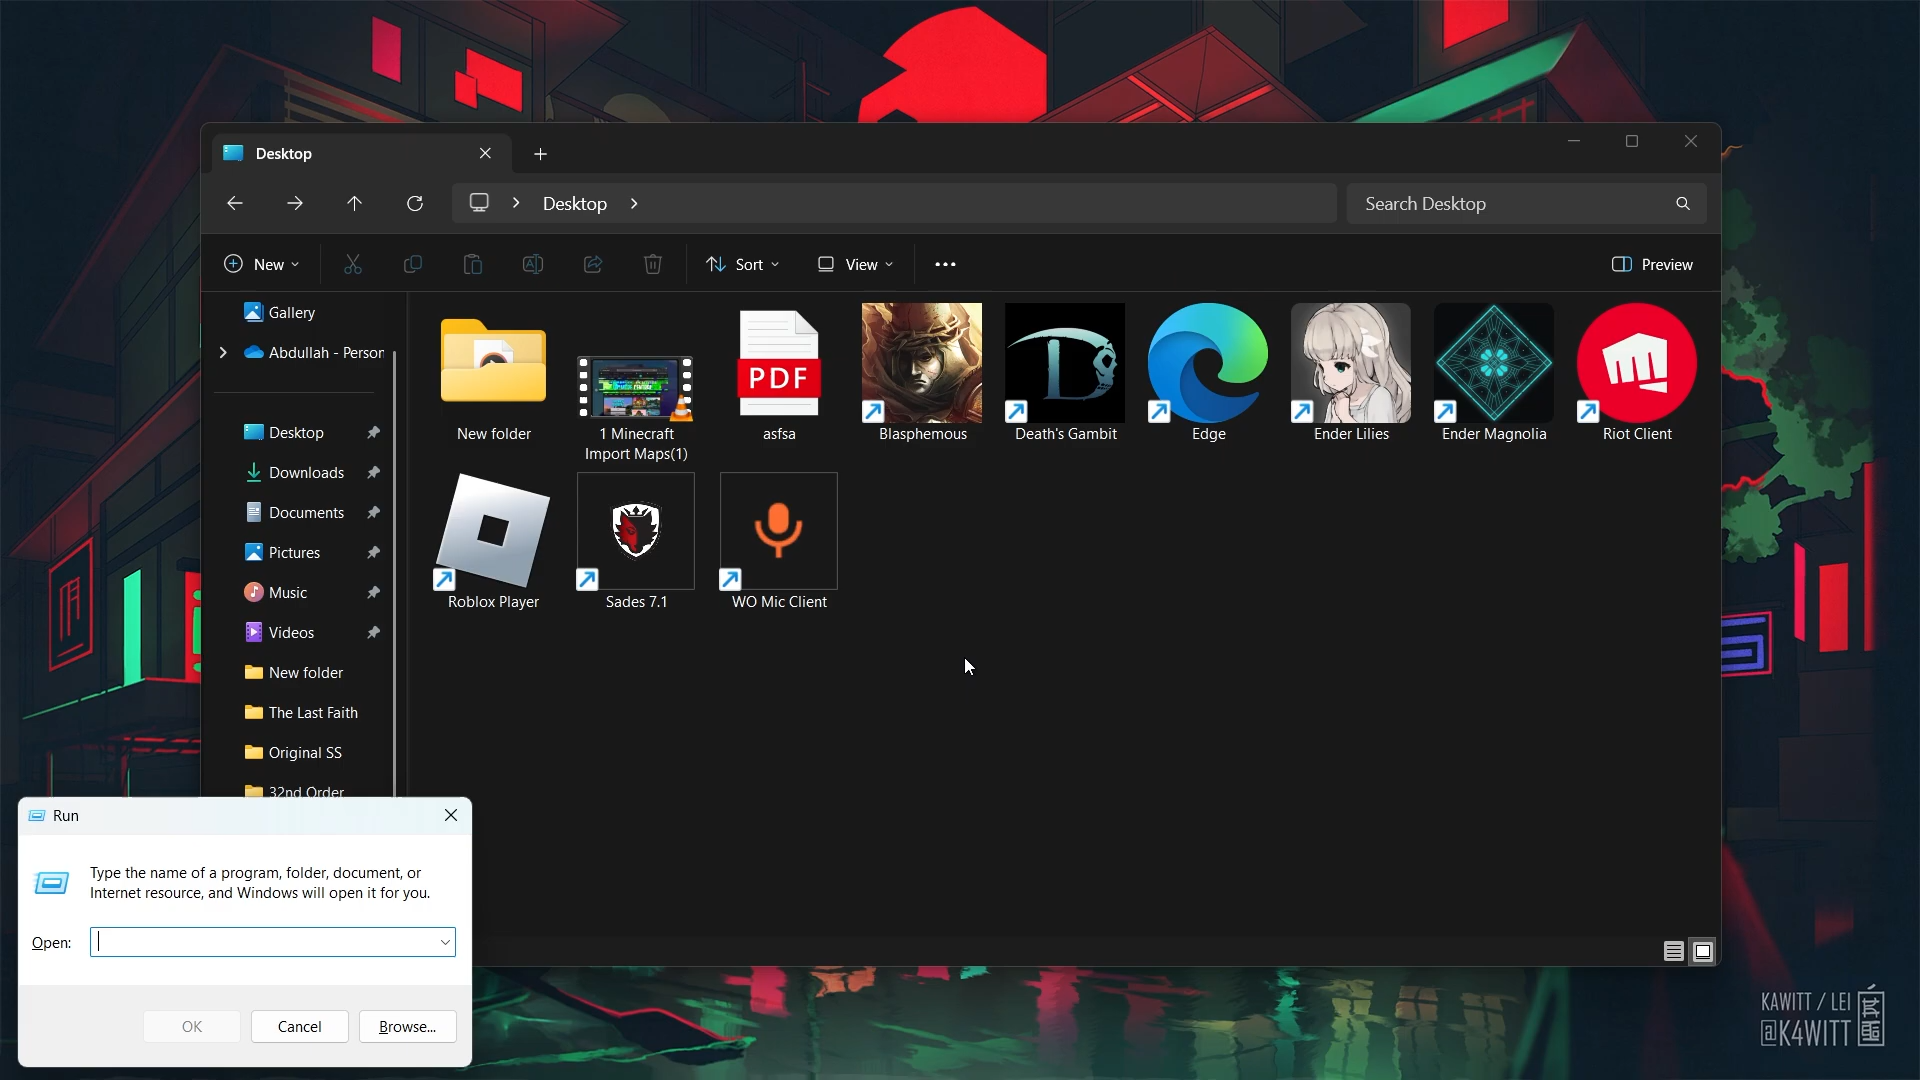 Desktop
Desktop
Search Desktop
New
Sort
View
Preview
Gallery
Abdullah - Person
Desktop
Downloads
Documents
Pictures
Music
Videos
New folder
The Last Faith
Original SS
32nd Order
New folder
1 Minecraft
Import Maps(1)
PDF
asfsa
Blasphemous
Death's Gambit
Edge
Ender Lilies
Ender Magnolia
Riot Client
Roblox Player
Sades 7.1
WO Mic Client
Run
Type the name of a program, folder, document, or
Internet resource, and Windows will open it for you.
Open:
OK
Cancel
Browse...
KAWITT / LEI
@K4WITT